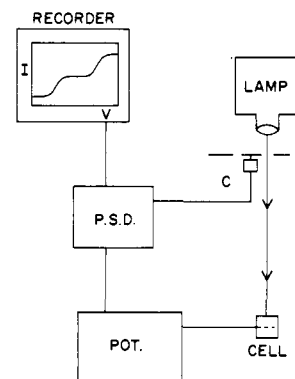 RECORDER
I
V
LAMP
C
P.S.D.
POT.
CELL